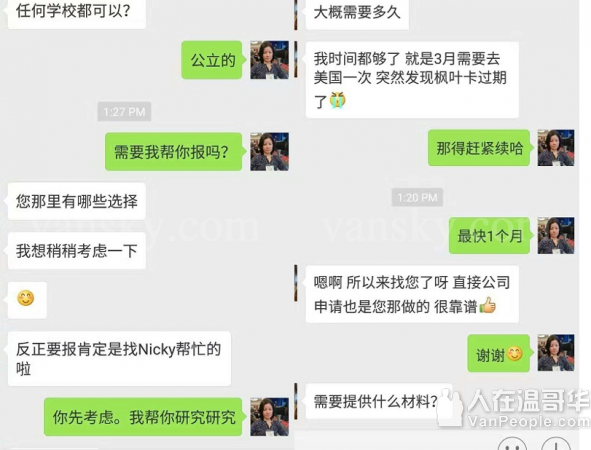 任何学校都可以?
公立的
1:27 PM
需要我帮你报吗?
您那里有哪些选择
我想稍稍考虑一下
反正要报肯定是找Nicky帮忙的
啦
你先考虑。我帮你研究研究
大概需要多久
我时间都够了 就是3月需要去
美国一次 突然发现枫叶卡过期
了
那得赶紧续哈
1:20 PM
最快1个月
嗯啊 所以来找您了呀 直接公司
申请也是您那做的 很靠谱
谢谢
需要提供什么材料?
vansky.com
vansky.com
人在温哥华
VanPeople.com